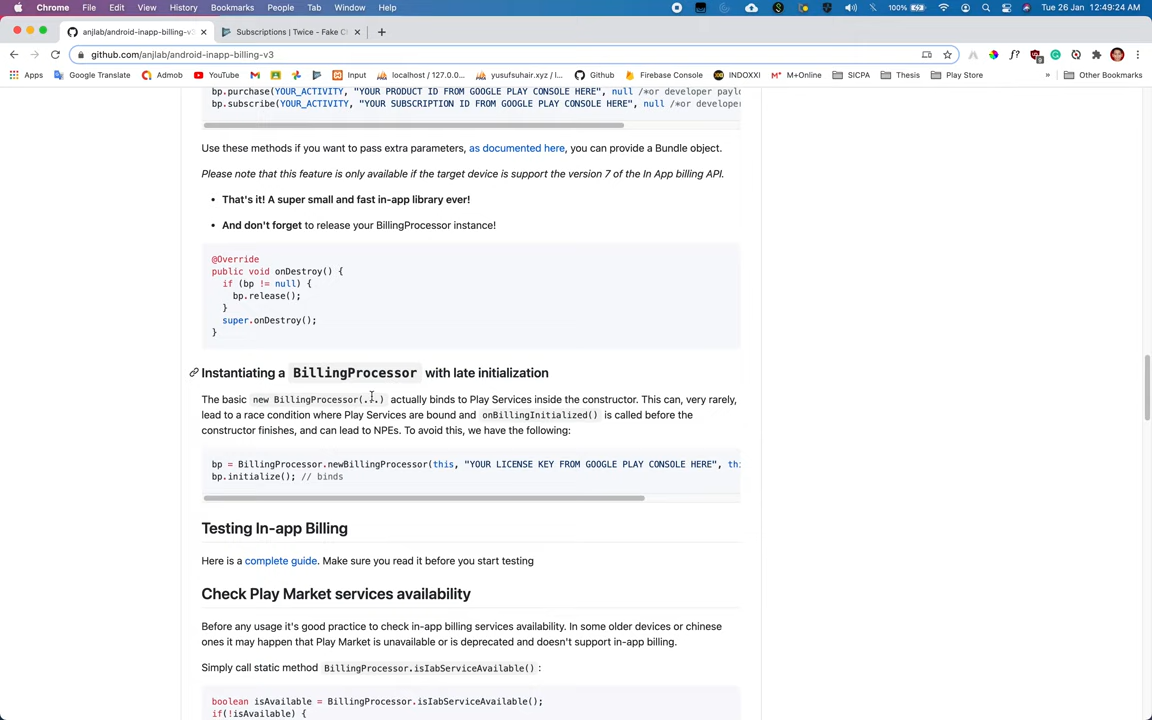 Chrome File Edit View History Bookmarks People Tab Window Help 100% Tue 26 Jan 12:49:24 AM
anjlab/android-inapp-billing-v Subscriptions | Twice - Fake C
github.com/anjlab/android-inapp-billing-v3
Apps Google Translate Admob YouTube Input localhost / 127.0.0... yusufsuhair.xyz / l... Github Firebase Console INDOXXI M+Online SICPA Thesis Play Store » Other Bookmarks
bp.purchase(YOUR_ACTIVITY, "YOUR PRODUCT ID FROM GOOGLE PLAY CONSOLE HERE", null /*or developer paylo
bp.subscribe(YOUR_ACTIVITY, "YOUR SUBSCRIPTION ID FROM GOOGLE PLAY CONSOLE HERE", null /*or developer
Use these methods if you want to pass extra parameters, as documented here, you can provide a Bundle object.
Please note that this feature is only available if the target device is support the version 7 of the In App billing API.
• That's it! A super small and fast in-app library ever!
• And don't forget to release your BillingProcessor instance!
@Override
public void onDestroy() {
if (bp != null) {
bp.release();
}
super.onDestroy();
}
Instantiating a BillingProcessor with late initialization
The basic new BillingProcessor(...) actually binds to Play Services inside the constructor. This can, very rarely,
lead to a race condition where Play Services are bound and onBillingInitialized() is called before the
constructor finishes, and can lead to NPEs. To avoid this, we have the following:
bp = BillingProcessor.newBillingProcessor(this, "YOUR LICENSE KEY FROM GOOGLE PLAY CONSOLE HERE", thi
bp.initialize(); // binds
Testing In-app Billing
Here is a complete guide. Make sure you read it before you start testing
Check Play Market services availability
Before any usage it's good practice to check in-app billing services availability. In some older devices or chinese
ones it may happen that Play Market is unavailable or is deprecated and doesn't support in-app billing.
Simply call static method BillingProcessor.isIabServiceAvailable() :
boolean isAvailable = BillingProcessor.isIabServiceAvailable();
if(!isAvailable) {